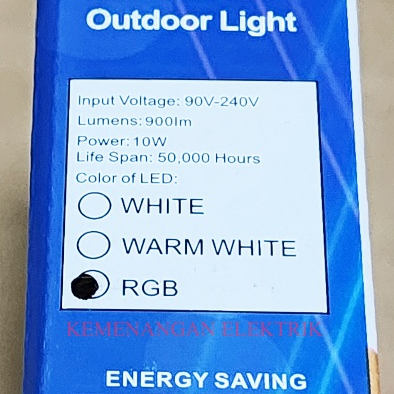 Outdoor Light
Input Voltage: 90V-240V
Lumens: 900lm
Power: 10W
Life Span: 50,000 Hours
Color of LED:
WHITE
WARM WHITE
RGB
KEMENANGAN ELEKTRIK
ENERGY SAVING